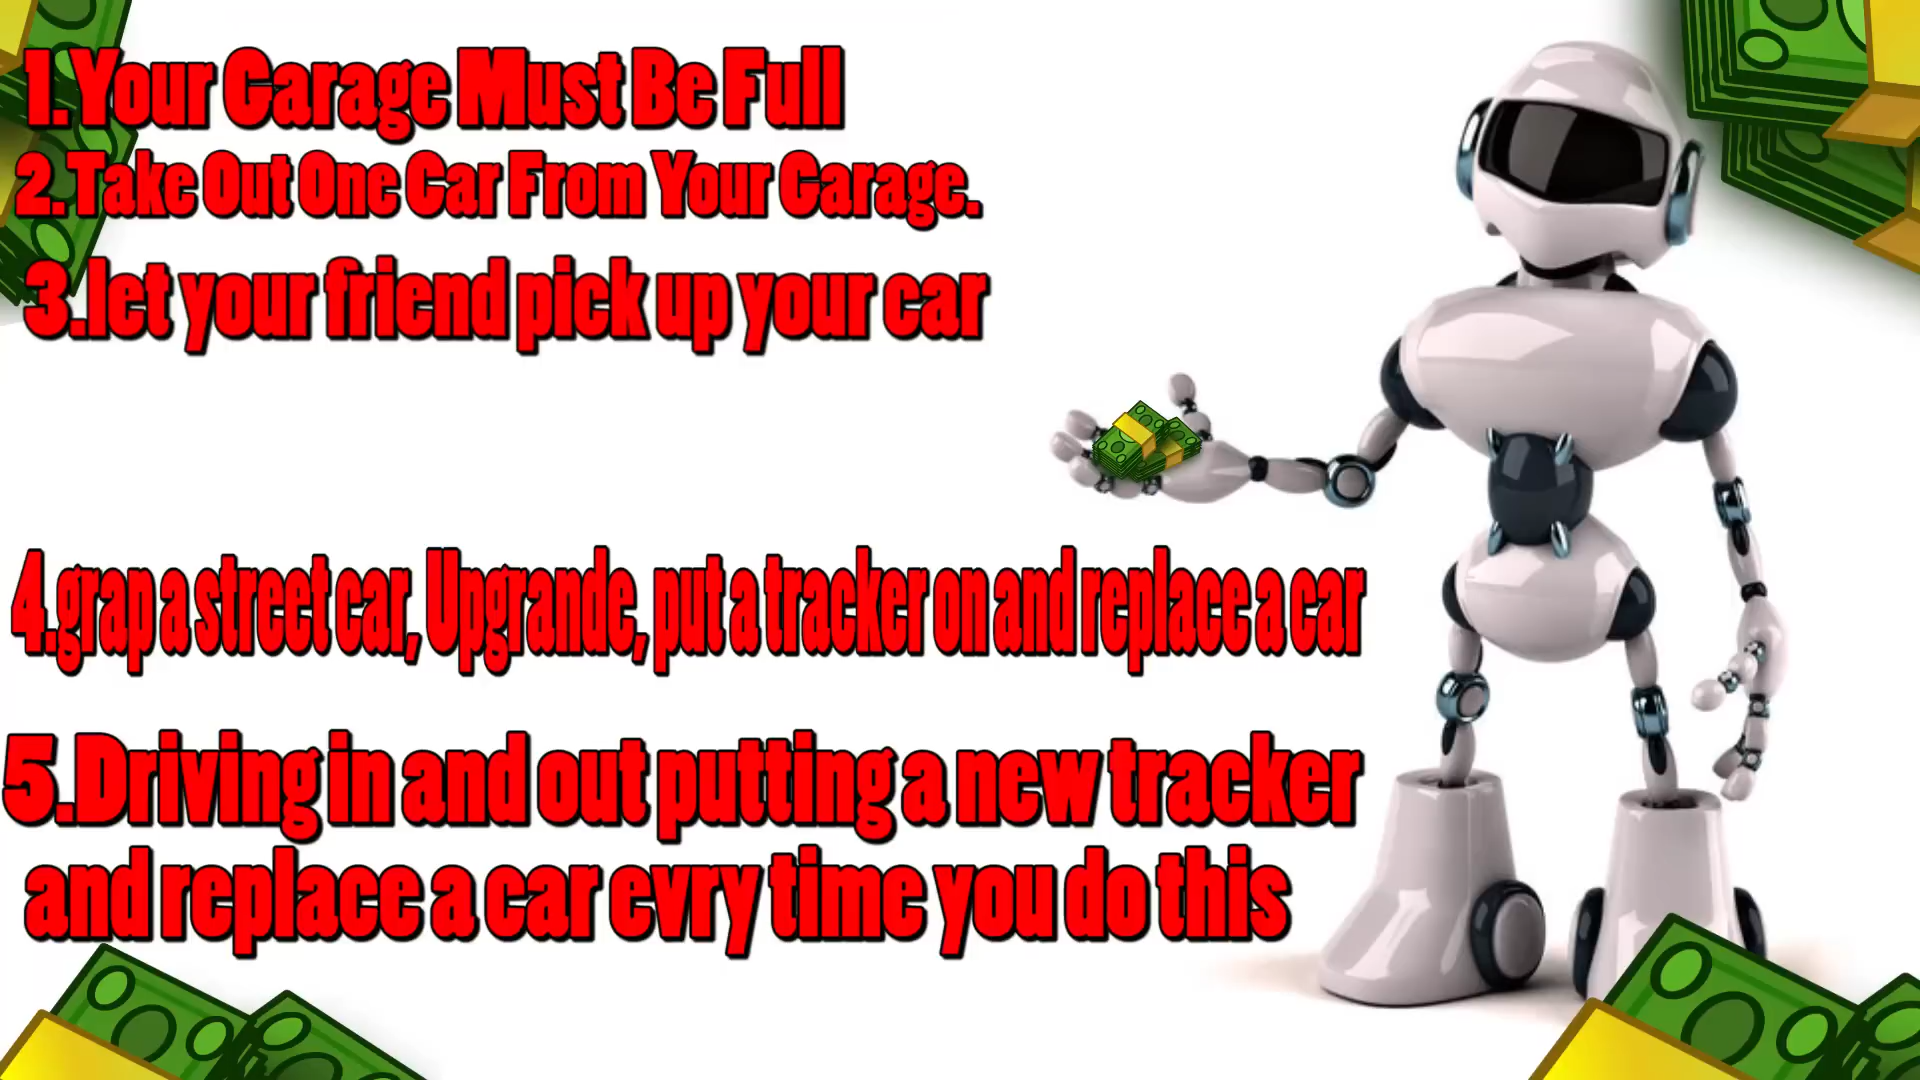 1.Your Garage Must Be Full
2.Take Out One Car From Your Garage.
3.let your friend pick up your car
4.grap a street car, Upgrande, put a tracker on and replace a car
5.Driving in and out putting a new tracker
and replace a car evry time you do this